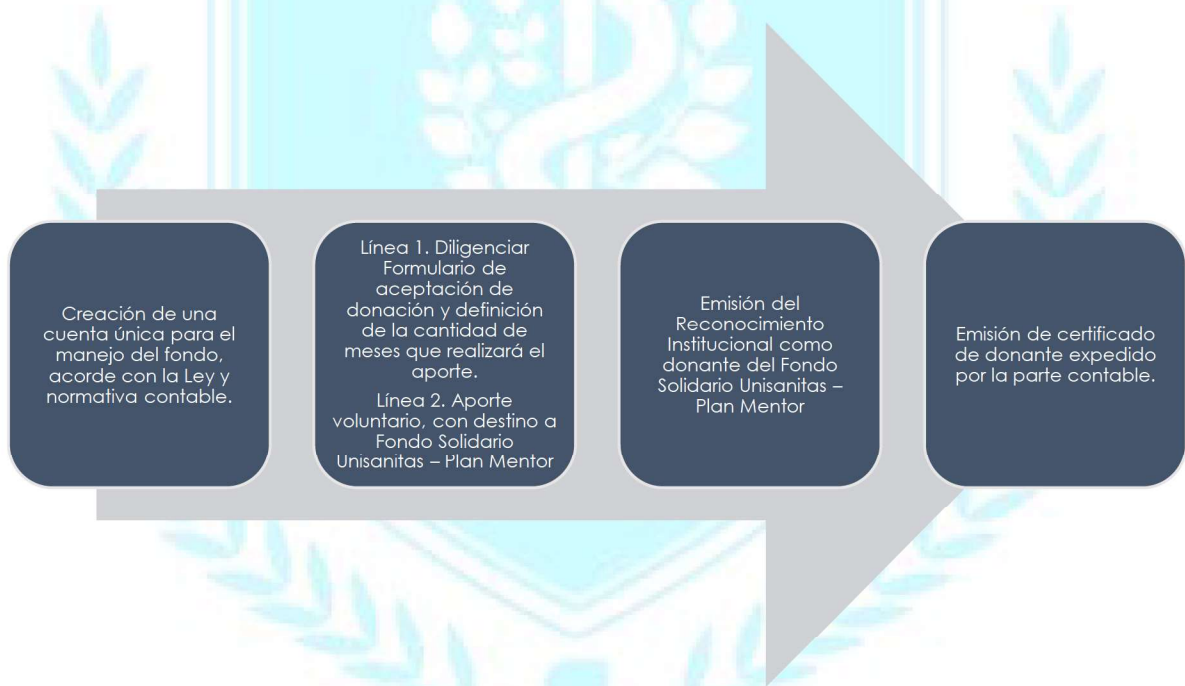 Creación de una
cuenta única para el
manejo del fondo,
acorde con la Ley y
normativa contable.
Línea 1. Diligenciar
Formulario de
aceptación de
donación y definición
de la cantidad de
meses que realizará el
aporte.
Línea 2. Aporte
voluntario, con destino a
Fondo Solidario
Unisanitas – Plan Mentor
Emisión del
Reconocimiento
Institucional como
donante del Fondo
Solidario Unisanitas –
Plan Mentor
Emisión de certificado
de donante expedido
por la parte contable.